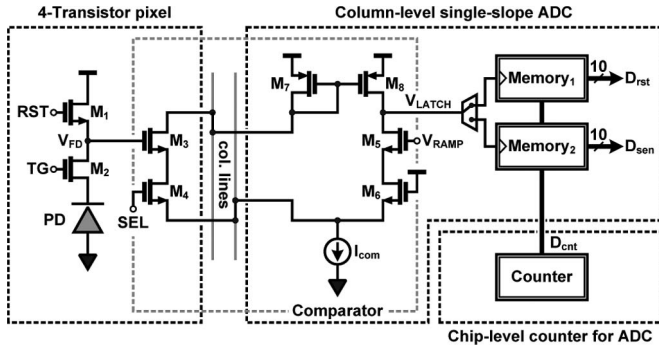 4-Transistor pixel
Column-level single-slope ADC
RST
M1
VFD
TG
M2
PD
M3
M4
SEL
col. lines
M7
M8
M5
VRAMP
M6
Icom
Comparator
VLATCH
Memory1
10
Drst
Memory2
10
Dsen
Dcnt
Counter
Chip-level counter for ADC